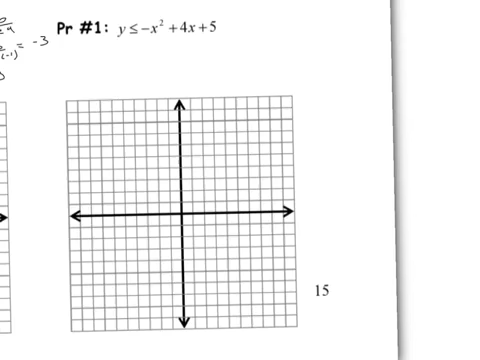 Pr #1: y ≤ −x² + 4x + 5
= -3
15